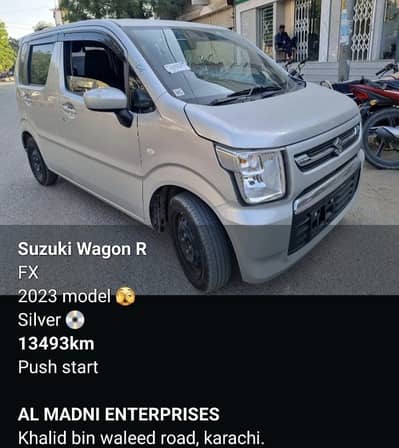 Suzuki Wagon R
FX
2023 model 🫣
Silver 💿
13493km
Push start
AL MADNI ENTERPRISES
Khalid bin waleed road, karachi.